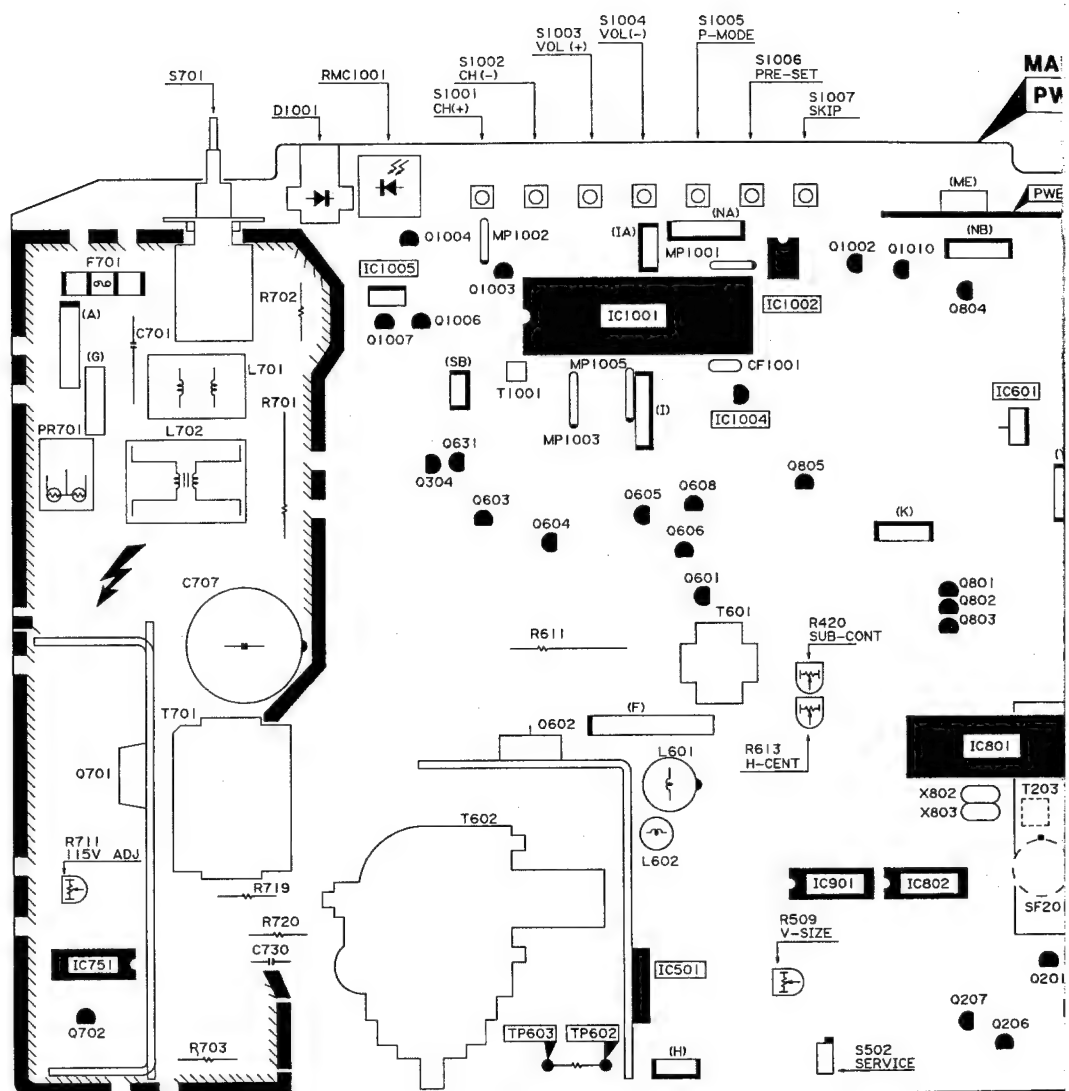 S1005
P-MODE
S1004
VOL(-)
S1003
VOL (+)
S1002
CH(-)
S1001
CH(+)
S1006
PRE-SET
S1007
SKIP
S701
RMC1001
D1001
MA
PW
(ME)
PWE
(NA)
(IA)
MP1001
(NB)
Q1004
MP1002
Q1002
Q1010
F701
IC1005
Q1003
IC1002
R702
IC1001
Q804
(A)
C701
Q1006
Q1007
(G)
L701
(SB)
T1001
MP1005
CF1001
R701
(I)
IC1004
IC601
PR701
L702
MP1003
Q631
Q304
Q603
Q605
Q608
Q805
Q604
Q606
(K)
C707
Q601
Q801
Q802
Q803
T601
R420
SUB-CONT
R611
T701
Q602
(F)
L601
R613
H-CENT
IC801
Q701
X802
X803
T203
T602
L602
R711
115V ADJ
R719
IC901
IC802
SF201
R720
R509
V-SIZE
C730
IC751
IC501
Q201
Q702
Q207
Q206
R703
TP603
TP602
(H)
S502
SERVICE